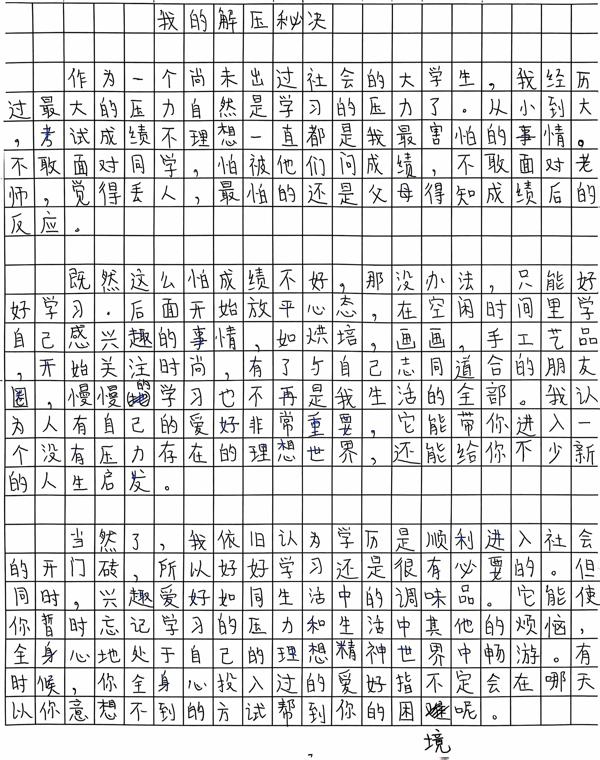 我的解压秘决
作为一个尚未出过社会的大学生，我经历
过最大的压力自然是学习的压力了。从小到大
，考试成绩不理想一直都是我最害怕的事情。
不敢面对同学，怕被他们问成绩，不敢面对老
师，觉得丢人，最怕的还是父母得知成绩后的
反应。
既然这么怕成绩不好，那没办法，只能好
好学习．后面开始放平心态，在空闲时间里学
自己感兴趣的事情，如烘培，画画，手工艺品
，开始关注时尚，有了与自己志同道合的朋友
圈，慢慢的学习也不再是我生活的全部。我认
为人有自己的爱好非常重要，它能带你进入一
个没有压力存在的理想世界，还能给你不少新
的人生启发。
当然了，我依旧认为学历是顺利进入社会
的开门砖，所以好好学习还是很有必要的。但
同时，兴趣爱好如同生活中的调味品。它能使
你暂时忘记学习的压力和生活中其他的烦恼，
全身心地处于自己的理想精神世界中畅游。有
时候，你全身心投入过的爱好指不定会在哪天
以你意想不到的方试帮到你的困呢。
境